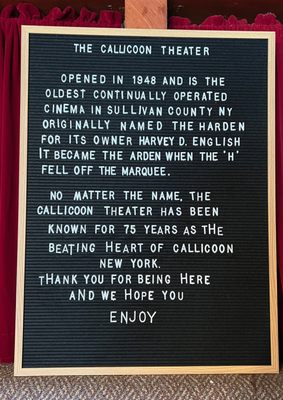 THE CALLICOON THEATER
OPENED IN 1948 AND IS THE
OLDEST CONTINUALLY OPERATED
CINEMA IN SULLIVAN COUNTY NY
ORIGINALLY NAMED THE HARDEN
FOR ITS OWNER HARVEY D. ENGLISH
IT BECAME THE ARDEN WHEN THE 'H'
FELL OFF THE MARQUEE.
NO MATTER THE NAME, THE
CALLICOON THEATER HAS BEEN
KNOWN FOR 75 YEARS AS THE
BEATING HEART OF CALLICOON
NEW YORK.
THANK YOU FOR BEING HERE
AND WE HOPE YOU
ENJOY